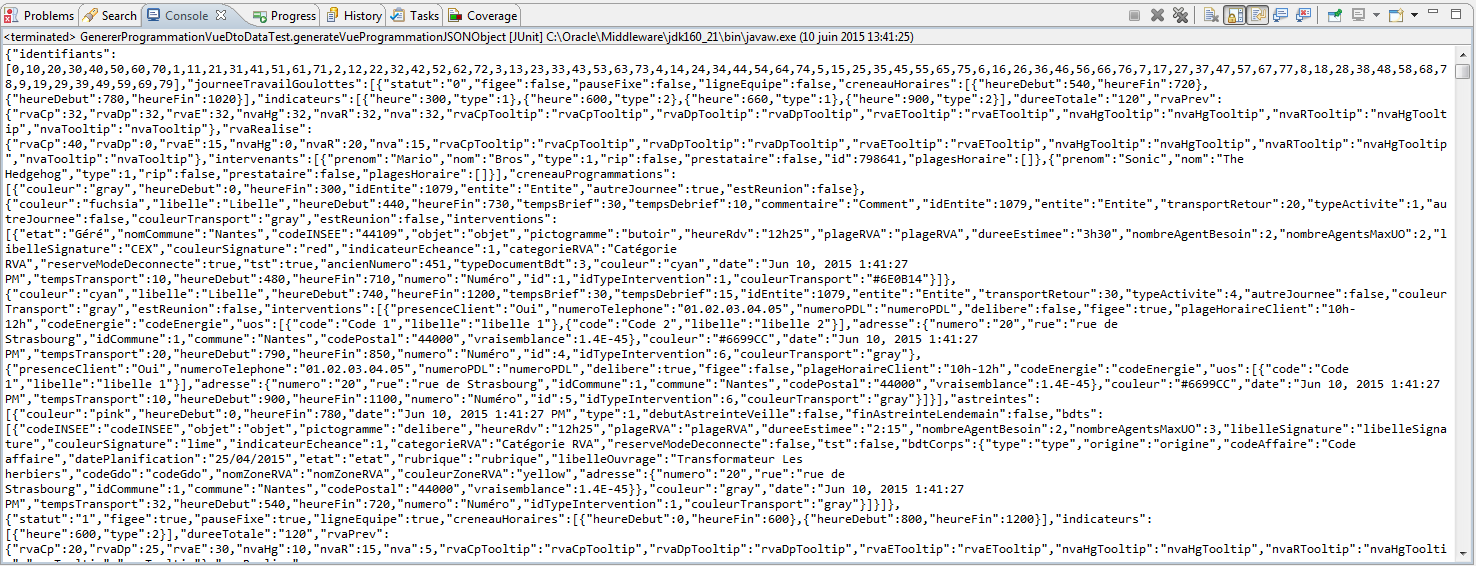 Problems Search Console Progress History Tasks Coverage
<terminated> GenererProgrammationVueDtoDataTest.generateVueProgrammationJSONObject [JUnit] C:\Oracle\Middleware\jdk160_21\bin\javaw.exe (10 juin 2015 13:41:25)
{"identifiants":
[0,10,20,30,40,50,60,70,1,11,21,31,41,51,61,71,2,12,22,32,42,52,62,72,3,13,23,33,43,53,63,73,4,14,24,34,44,54,64,74,5,15,25,35,45,55,65,75,6,16,26,36,46,56,66,76,7,17,27,37,47,57,67,77,8,18,28,38,48,58,68,7
8,9,19,29,39,49,59,69,79],"journeeTravailGoulottes":[{"statut":"0","figee":false,"pauseFixe":false,"ligneEquipe":false,"creneauHoraires":[{"heureDebut":540,"heureFin":720},
{"heureDebut":780,"heureFin":1020}],"indicateurs":[{"heure":300,"type":1},{"heure":600,"type":2},{"heure":660,"type":1},{"heure":900,"type":2}],"dureeTotale":"120","rvaPrev":
{"rvaCp":32,"rvaDp":32,"rvaE":32,"nvaHg":32,"nvaR":32,"nva":32,"rvaCpTooltip":"rvaCpTooltip","rvaDpTooltip":"rvaDpTooltip","rvaETooltip":"rvaETooltip","nvaHgTooltip":"nvaHgTooltip","nvaRTooltip":"nvaHgToolt
ip","nvaTooltip":"nvaTooltip"},"rvaRealise":
{"rvaCp":40,"rvaDp":0,"rvaE":15,"nvaHg":0,"nvaR":20,"nva":15,"rvaCpTooltip":"rvaCpTooltip","rvaDpTooltip":"rvaDpTooltip","rvaETooltip":"rvaETooltip","nvaHgTooltip":"nvaHgTooltip","nvaRTooltip":"nvaHgTooltip
","nvaTooltip":"nvaTooltip"},"intervenants":[{"prenom":"Mario","nom":"Bros","type":1,"rip":false,"prestataire":false,"id":798641,"plagesHoraire":[]},{"prenom":"Sonic","nom":"The
Hedgehog","type":1,"rip":false,"prestataire":false,"plagesHoraire":[]}],"creneauProgrammations":
[{"couleur":"gray","heureDebut":0,"heureFin":300,"idEntite":1079,"entite":"Entite","autreJournee":true,"estReunion":false},
{"couleur":"fuchsia","libelle":"Libelle","heureDebut":440,"heureFin":730,"tempsBrief":30,"tempsDebrief":10,"commentaire":"Comment","idEntite":1079,"entite":"Entite","transportRetour":20,"typeActivite":1,"au
treJournee":false,"couleurTransport":"gray","estReunion":false,"interventions":
[{"etat":"Géré","nomCommune":"Nantes","codeINSEE":"44109","objet":"objet","pictogramme":"butoir","heureRdv":"12h25","plageRVA":"plageRVA","dureeEstimee":"3h30","nombreAgentBesoin":2,"nombreAgentsMaxUO":2,"l
ibelleSignature":"CEX","couleurSignature":"red","indicateurEcheance":1,"categorieRVA":"Catégorie
RVA","reserveModeDeconnecte":true,"tst":true,"ancienNumero":451,"typeDocumentBdt":3,"couleur":"cyan","date":"Jun 10, 2015 1:41:27
PM","tempsTransport":10,"heureDebut":480,"heureFin":710,"numero":"Numéro","id":1,"idTypeIntervention":1,"couleurTransport":"#6E0B14"}]},
{"couleur":"cyan","libelle":"Libelle","heureDebut":740,"heureFin":1200,"tempsBrief":30,"tempsDebrief":15,"idEntite":1079,"entite":"Entite","transportRetour":30,"typeActivite":4,"autreJournee":false,"couleur
Transport":"gray","estReunion":false,"interventions":[{"presenceClient":"Oui","numeroTelephone":"01.02.03.04.05","numeroPDL":"numeroPDL","delibere":false,"figee":true,"plageHoraireClient":"10h-
12h","codeEnergie":"codeEnergie","uos":[{"code":"Code 1","libelle":"libelle 1"},{"code":"Code 2","libelle":"libelle 2"}],"adresse":{"numero":"20","rue":"rue de
Strasbourg","idCommune":1,"commune":"Nantes","codePostal":"44000","vraisemblance":1.4E-45},"couleur":"#6699CC","date":"Jun 10, 2015 1:41:27
PM","tempsTransport":20,"heureDebut":790,"heureFin":850,"numero":"Numéro","id":4,"idTypeIntervention":6,"couleurTransport":"gray"},
{"presenceClient":"Oui","numeroTelephone":"01.02.03.04.05","numeroPDL":"numeroPDL","delibere":true,"figee":false,"plageHoraireClient":"10h-12h","codeEnergie":"codeEnergie","uos":[{"code":"Code
1","libelle":"libelle 1"}],"adresse":{"numero":"20","rue":"rue de Strasbourg","idCommune":1,"commune":"Nantes","codePostal":"44000","vraisemblance":1.4E-45},"couleur":"#6699CC","date":"Jun 10, 2015 1:41:27
PM","tempsTransport":10,"heureDebut":900,"heureFin":1100,"numero":"Numéro","id":5,"idTypeIntervention":6,"couleurTransport":"gray"}]}],"astreintes":
[{"couleur":"pink","heureDebut":0,"heureFin":780,"date":"Jun 10, 2015 1:41:27 PM","type":1,"debutAstreinteVeille":false,"finAstreinteLendemain":false,"bdts":
[{"codeINSEE":"codeINSEE","objet":"objet","pictogramme":"delibere","heureRdv":"12h25","plageRVA":"plageRVA","dureeEstimee":"2:15","nombreAgentBesoin":2,"nombreAgentsMaxUO":3,"libelleSignature":"libelleSigna
ture","couleurSignature":"lime","indicateurEcheance":1,"categorieRVA":"Catégorie RVA","reserveModeDeconnecte":false,"tst":false,"bdtCorps":{"type":"type","origine":"origine","codeAffaire":"Code
affaire","datePlanification":"25/04/2015","etat":"etat","rubrique":"rubrique","libelleOuvrage":"Transformateur Les
herbiers","codeGdo":"codeGdo","nomZoneRVA":"nomZoneRVA","couleurZoneRVA":"yellow","adresse":{"numero":"20","rue":"rue de
Strasbourg","idCommune":1,"commune":"Nantes","codePostal":"44000","vraisemblance":1.4E-45}},"couleur":"gray","date":"Jun 10, 2015 1:41:27
PM","tempsTransport":32,"heureDebut":540,"heureFin":720,"numero":"Numéro","idTypeIntervention":1,"couleurTransport":"gray"}]}]},
{"statut":"1","figee":true,"pauseFixe":true,"ligneEquipe":true,"creneauHoraires":[{"heureDebut":0,"heureFin":600},{"heureDebut":800,"heureFin":1200}],"indicateurs":
[{"heure":600,"type":2}],"dureeTotale":"120","rvaPrev":
{"rvaCp":20,"rvaDp":25,"rvaE":30,"nvaHg":10,"nvaR":15,"nva":5,"rvaCpTooltip":"rvaCpTooltip","rvaDpTooltip":"rvaDpTooltip","rvaETooltip":"rvaETooltip","nvaHgTooltip":"nvaHgTooltip","nvaRTooltip":"nvaHgToolti